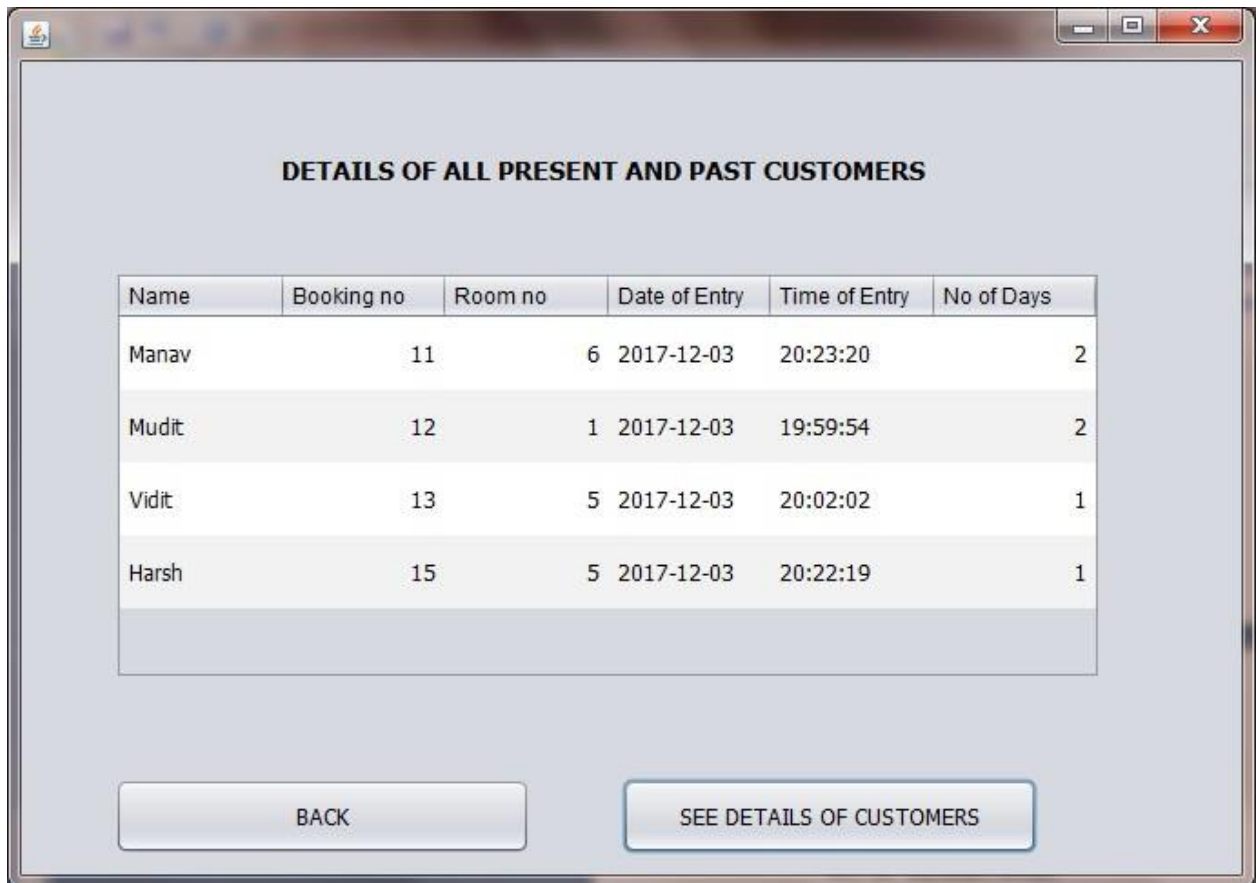 DETAILS OF ALL PRESENT AND PAST CUSTOMERS
Name Booking no Room no Date of Entry Time of Entry No of Days
Manav 11 6 2017-12-03 20:23:20 2
Mudit 12 1 2017-12-03 19:59:54 2
Vidit 13 5 2017-12-03 20:02:02 1
Harsh 15 5 2017-12-03 20:22:19 1
BACK SEE DETAILS OF CUSTOMERS